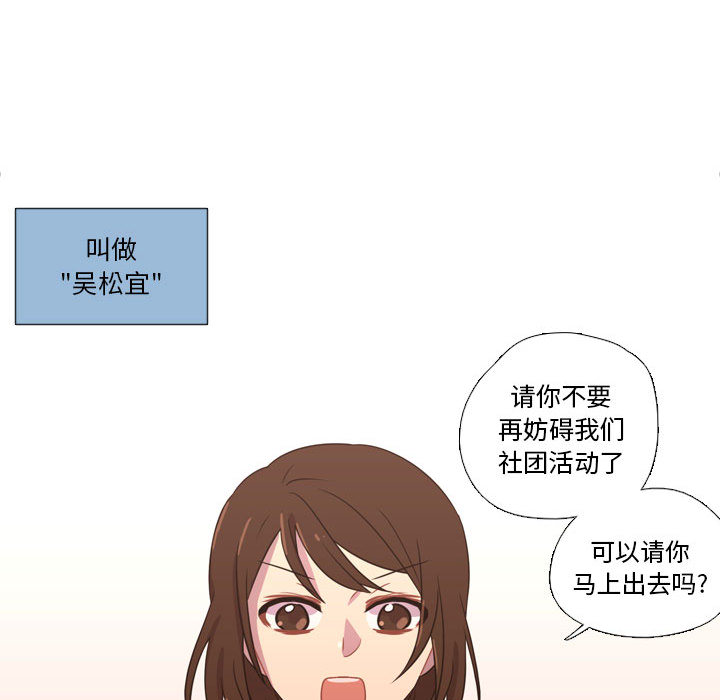 叫做
"吴松宜"
请你不要
再妨碍我们
社团活动了
可以请你
马上出去吗?